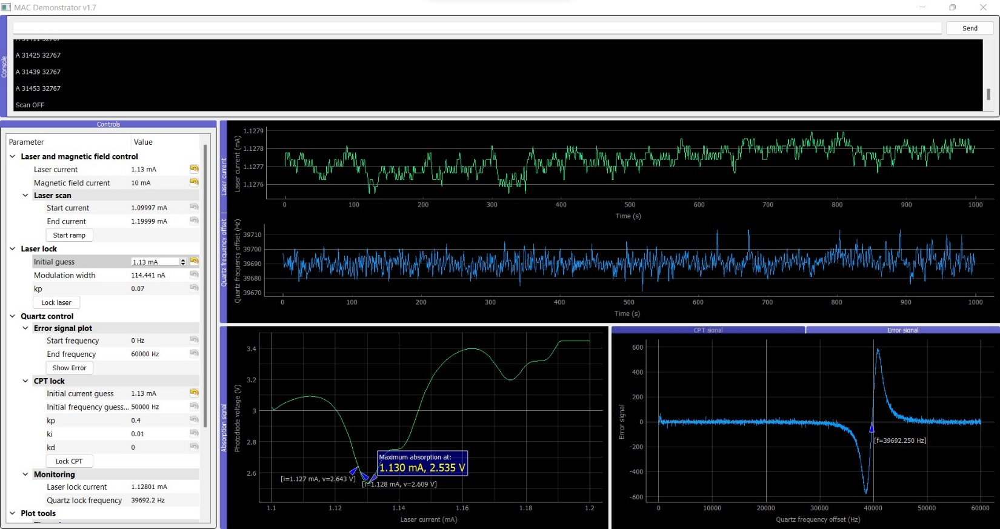 MAC Demonstrator v1.7
Send
Console
A 31425 32767
A 31439 32767
A 31453 32767
Scan OFF
Controls
Parameter Value
Laser and magnetic field control
Laser current 1.13 mA
Magnetic field current 10 mA
Laser scan
Start current 1.09997 mA
End current 1.19999 mA
Start ramp
Laser lock
Initial guess 1.13 mA
Modulation width 114.441 nA
kp 0.07
Lock laser
Quartz control
Error signal plot
Start frequency 0 Hz
End frequency 60000 Hz
Show Error
CPT lock
Initial current guess 1.13 mA
Initial frequency guess... 50000 Hz
kp 0.4
ki 0.01
kd 0
Lock CPT
Monitoring
Laser lock current 1.12801 mA
Quartz lock frequency 39692.2 Hz
Plot tools
Laser current
Laser current (mA)
1.1279
1.1278
1.1277
1.1276
0 100 200 300 400 500 600 700 800 900 1000
Time (s)
Quartz frequency offset
Quartz frequency offset (Hz)
39710
39700
39690
39680
39670
0 100 200 300 400 500 600 700 800 900 1000
Time (s)
Absorption signal
Photodiode voltage (V)
3.4
3.2
3
2.8
2.6
Maximum absorption at:
1.130 mA, 2.535 V
[i=1.127 mA, v=2.643 V]
[i=1.128 mA, v=2.609 V]
1.1 1.12 1.14 1.16 1.18 1.2
Laser current (mA)
CPT signal
Error signal
Error signal
600
400
200
0
-200
-400
-600
[f=39692.250 Hz]
0 10000 20000 30000 40000 50000 60000
Quartz frequency offset (Hz)